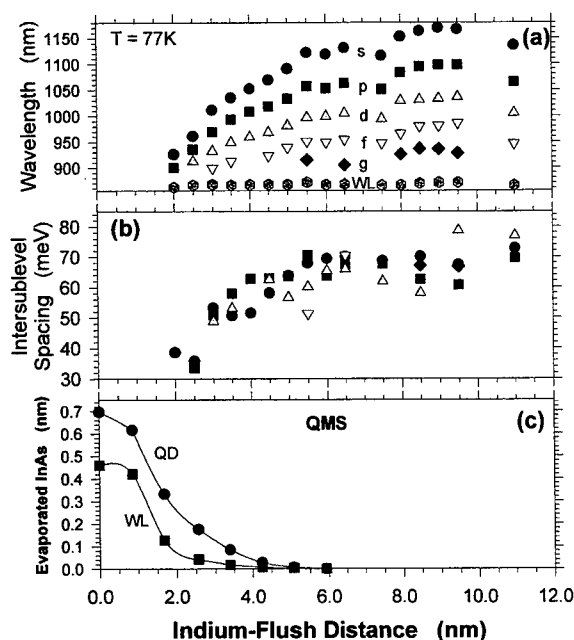 T = 77K
(a)
Wavelength (nm)
1150
1100
1050
1000
950
900
s
p
d
f
g
WL
(b)
Intersublevel
Spacing (meV)
80
70
60
50
40
30
(c)
QMS
Evaporated InAs (nm)
0.7
0.6
0.5
0.4
0.3
0.2
0.1
0.0
QD
WL
0.0 2.0 4.0 6.0 8.0 10.0 12.0
Indium-Flush Distance (nm)